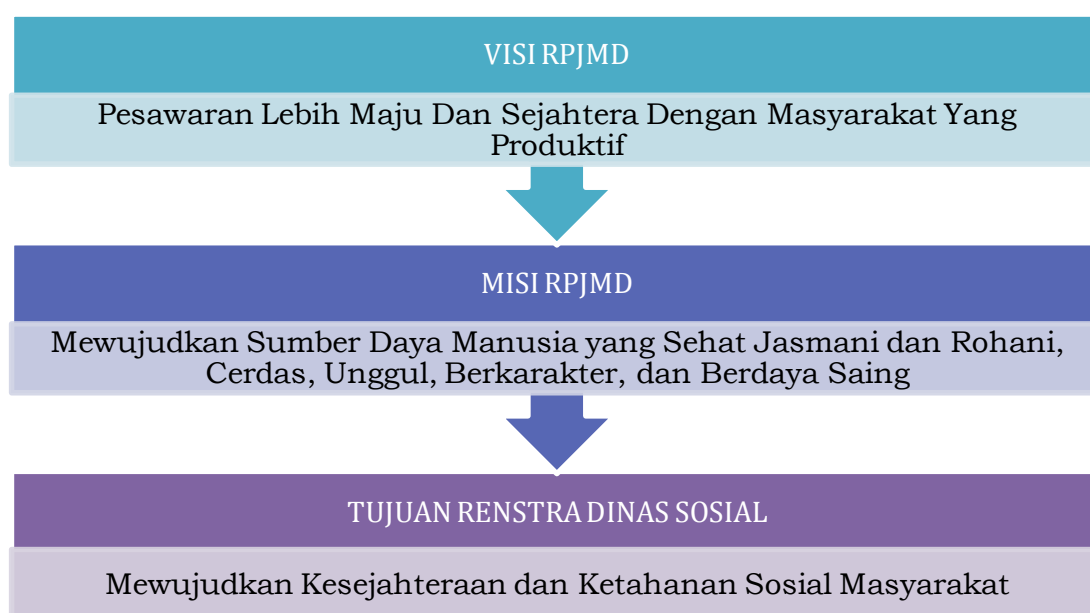 VISI RPJMD
Pesawaran Lebih Maju Dan Sejahtera Dengan Masyarakat Yang
Produktif
MISI RPJMD
Mewujudkan Sumber Daya Manusia yang Sehat Jasmani dan Rohani,
Cerdas, Unggul, Berkarakter, dan Berdaya Saing
TUJUAN RENSTRA DINAS SOSIAL
Mewujudkan Kesejahteraan dan Ketahanan Sosial Masyarakat